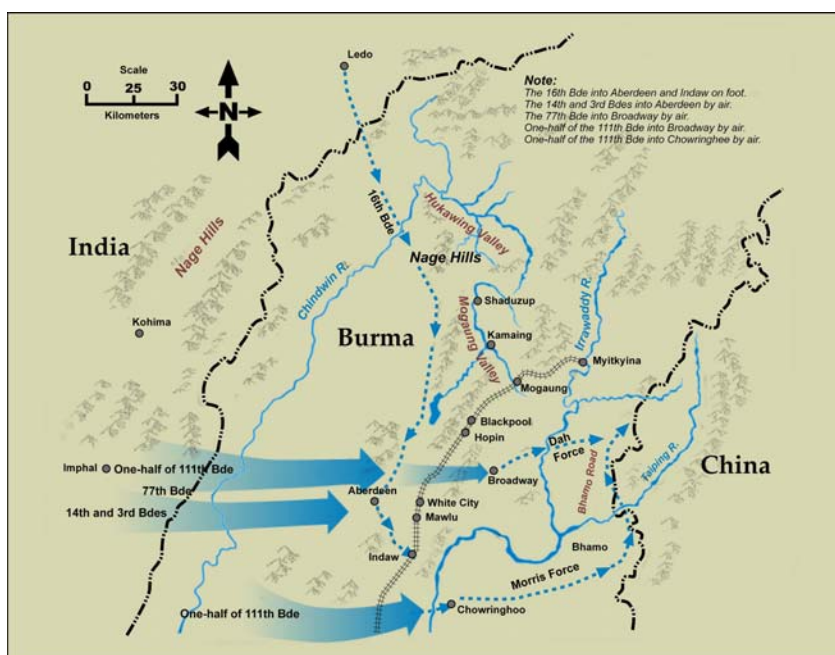 Ledo
Scale
0 25 30
Kilometers
N
Note:
The 16th Bde into Aberdeen and Indaw on foot.
The 14th and 3rd Bdes into Aberdeen by air.
The 77th Bde into Broadway by air.
One-half of the 111th Bde into Broadway by air.
One-half of the 111th Bde into Chowringhee by air.
16th Bde
Hukawing Valley
India
Nage Hills
Nage Hills
Chindwin R.
Irrawaddy R.
Shaduzup
Kohima
Burma
Mogaung Valley
Kamaing
Myitkyina
Mogaung
Blackpool
Hopin
Dah
Force
Imphal
One-half of 111th Bde
Broadway
Bhamo Road
Taiping R.
China
77th Bde
Aberdeen
14th and 3rd Bdes
White City
Mawlu
Indaw
Bhamo
Morris Force
One-half of 111th Bde
Chowringhoo